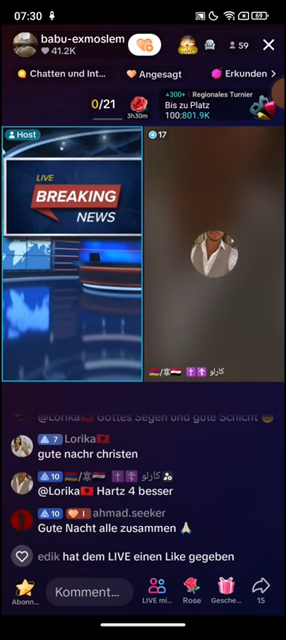 07:30
69
babu-exmoslem
41.2K
59
Chatten und Int...
Angesagt
Erkunden
0/21
3h30m
+300↑ Regionales Turnier
Bis zu Platz
100:801.9K
Host
17
LIVE
BREAKING
NEWS
كارلو
@Lorika Gottes Segen und gute Schicht
7 Lorika
gute nachr christen
10 كارلو
@Lorika Hartz 4 besser
10 I ahmad.seeker
Gute Nacht alle zusammen
edik hat dem LIVE einen Like gegeben
Abonn...
Komment...
LIVE mi...
Rose
Gesche...
15